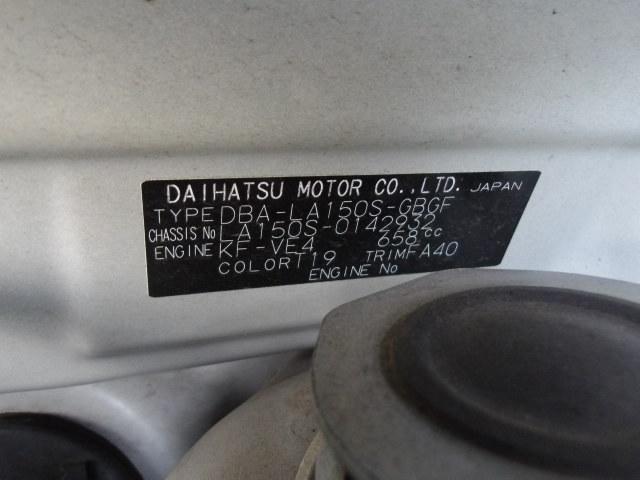 DAIHATSU MOTOR CO.,LTD. JAPAN
TYPE DBA-LA150S-GBGF
CHASSIS No LA150S-0142932
ENGINE KF-VE4 658cc
COLOR T19 TRIM FA40
ENGINE No